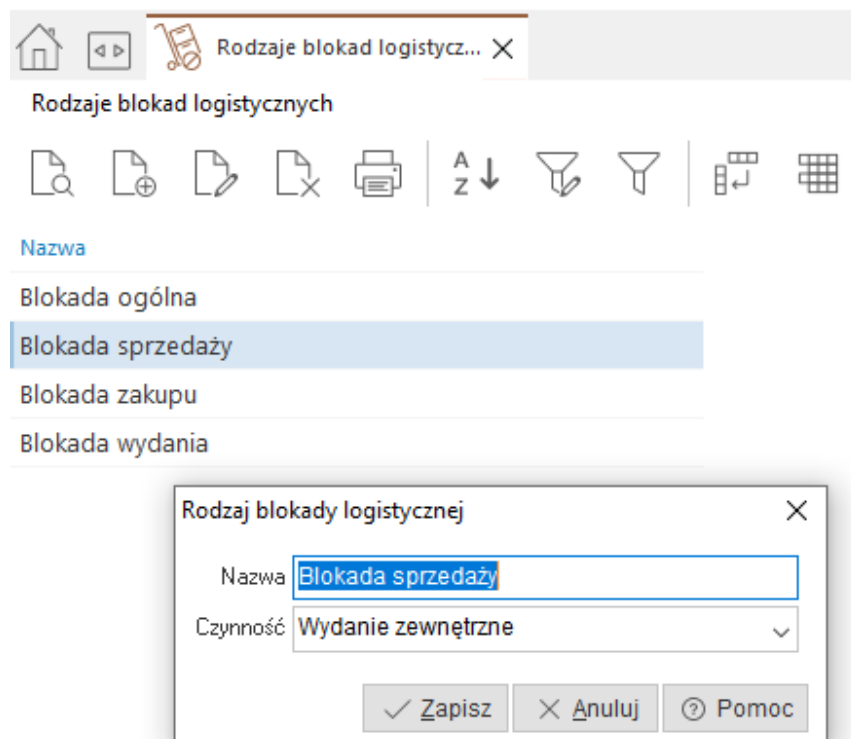 Rodzaje blokad logistycz...
Rodzaje blokad logistycznych
A
Z
Nazwa
Blokada ogólna
Blokada sprzedaży
Blokada zakupu
Blokada wydania
Rodzaj blokady logistycznej
Nazwa Blokada sprzedaży
Czynność Wydanie zewnętrzne
Zapisz Anuluj Pomoc